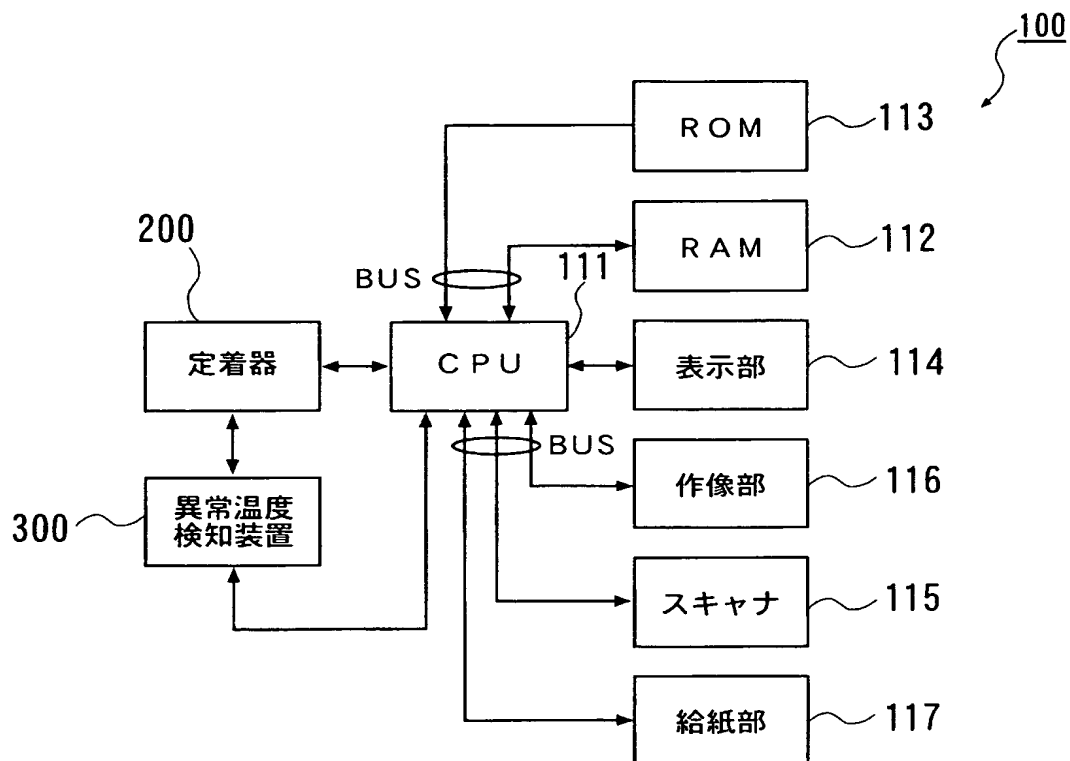 100
ROM
113
200
RAM
112
BUS
111
定着器
CPU
表示部
114
BUS
作像部
116
300
異常温度
検知装置
スキャナ
115
給紙部
117